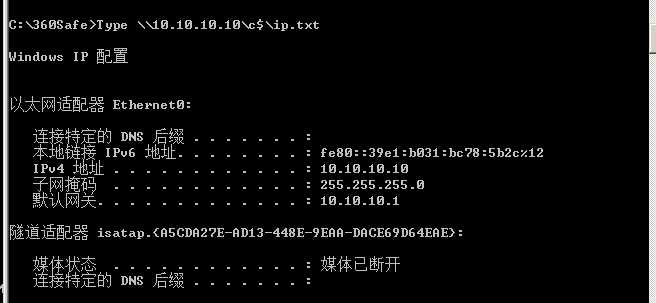 C:\360Safe>Type \\10.10.10.10\c$\ip.txt
Windows IP 配置
以太网适配器 Ethernet0:
连接特定的 DNS 后缀 . . . . . . . :
本地链接 IPv6 地址. . . . . . . . : fe80::39e1:b031:bc78:5b2c%12
IPv4 地址 . . . . . . . . . . . . : 10.10.10.10
子网掩码 . . . . . . . . . . . . : 255.255.255.0
默认网关. . . . . . . . . . . . . : 10.10.10.1
隧道适配器 isatap.{A5CDA27E-AD13-448E-9EAA-DACE69D64EAE}:
媒体状态 . . . . . . . . . . . . : 媒体已断开
连接特定的 DNS 后缀 . . . . . . . :